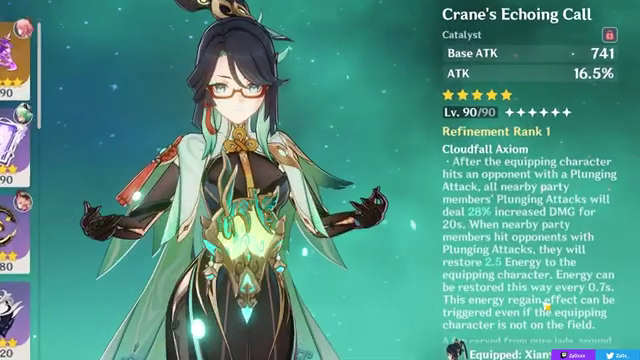 Crane's Echoing Call
Catalyst
Base ATK 741
ATK 16.5%
Lv. 90/90
Refinement Rank 1
Cloudfall Axiom
· After the equipping character
hits an opponent with a Plunging
Attack, all nearby party
members' Plunging Attacks will
deal 28% increased DMG for
20s. When nearby party
members hit opponents with
Plunging Attacks, they will
restore 2.5 Energy to the
equipping character. Energy can
be restored this way every 0.7s.
This energy regain effect can be
triggered even if the equipping
character is not on the field.
Equipped: Xian
90
90
80
20